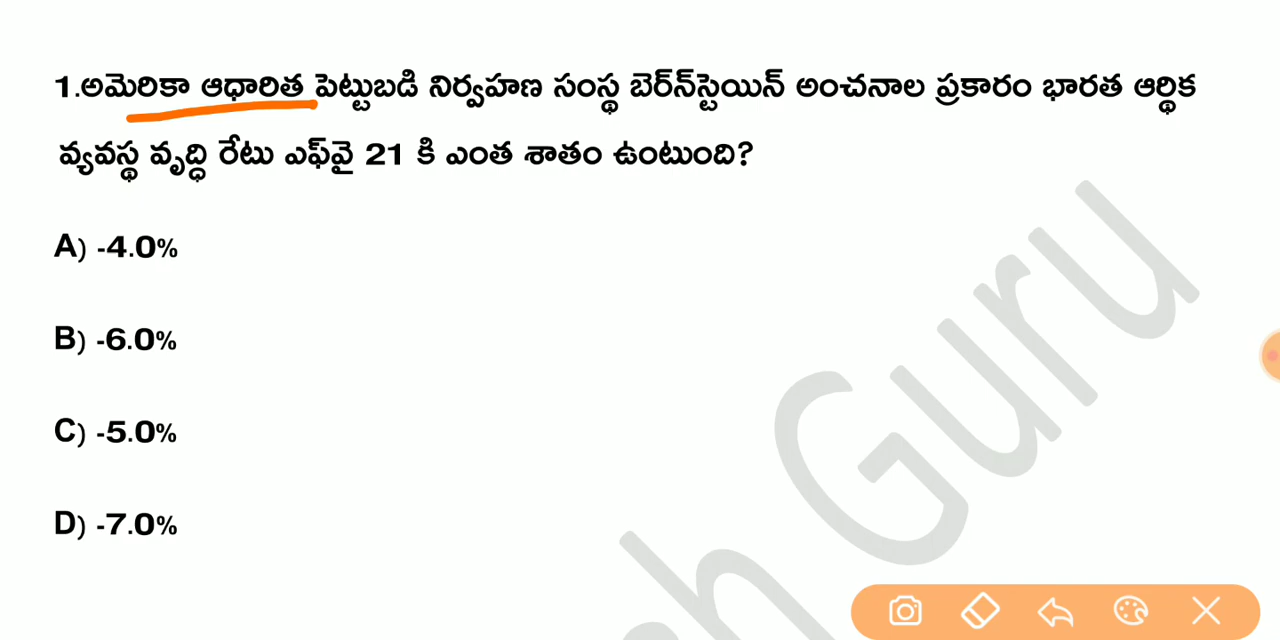 1.అమెరికా ఆధారిత పెట్టుబడి నిర్వహణ సంస్థ బెర్న్‌స్టెయిన్ అంచనాల ప్రకారం భారత ఆర్థిక
వ్యవస్థ వృద్ధి రేటు ఎఫ్‌వై 21 కి ఎంత శాతం ఉంటుంది?
A) -4.0%
B) -6.0%
C) -5.0%
D) -7.0%
h Guru